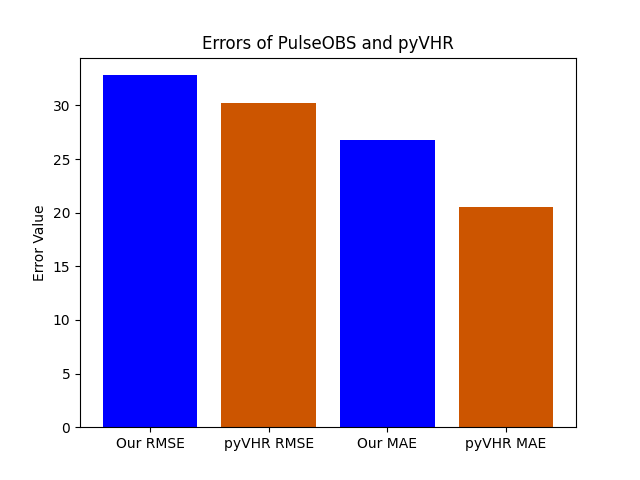 Errors of PulseOBS and pyVHR
Error Value
30
25
20
15
10
5
0
Our RMSE
pyVHR RMSE
Our MAE
pyVHR MAE